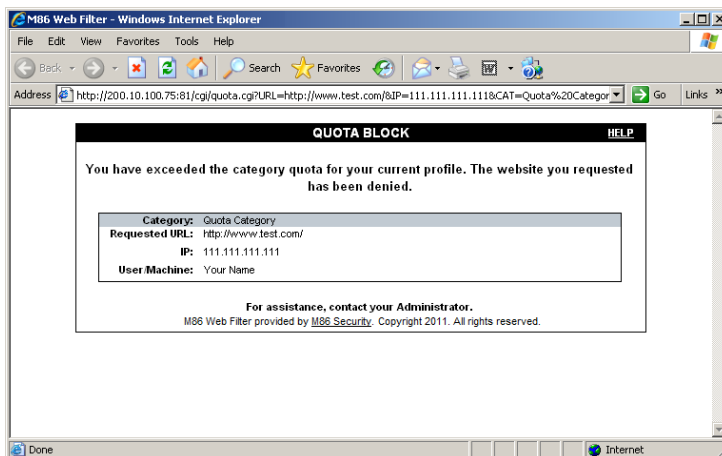 M86 Web Filter - Windows Internet Explorer
File Edit View Favorites Tools Help
Back Search Favorites
Address http://200.10.100.75:81/cgi/quota.cgi?URL=http://www.test.com/&IP=111.111.111.111&CAT=Quota%20Categor Go Links »
QUOTA BLOCK HELP
You have exceeded the category quota for your current profile. The website you requested
has been denied.
Category: Quota Category
Requested URL: http://www.test.com/
IP: 111.111.111.111
User/Machine: Your Name
For assistance, contact your Administrator.
M86 Web Filter provided by M86 Security. Copyright 2011. All rights reserved.
Done Internet